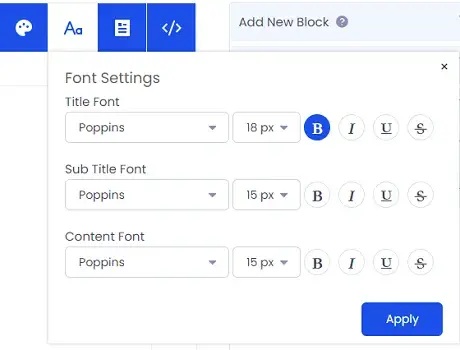 Aa
</>
Add New Block ?
×
Font Settings
Title Font
Poppins 18 px B I U S
Sub Title Font
Poppins 15 px B I U S
Content Font
Poppins 15 px B I U S
Apply